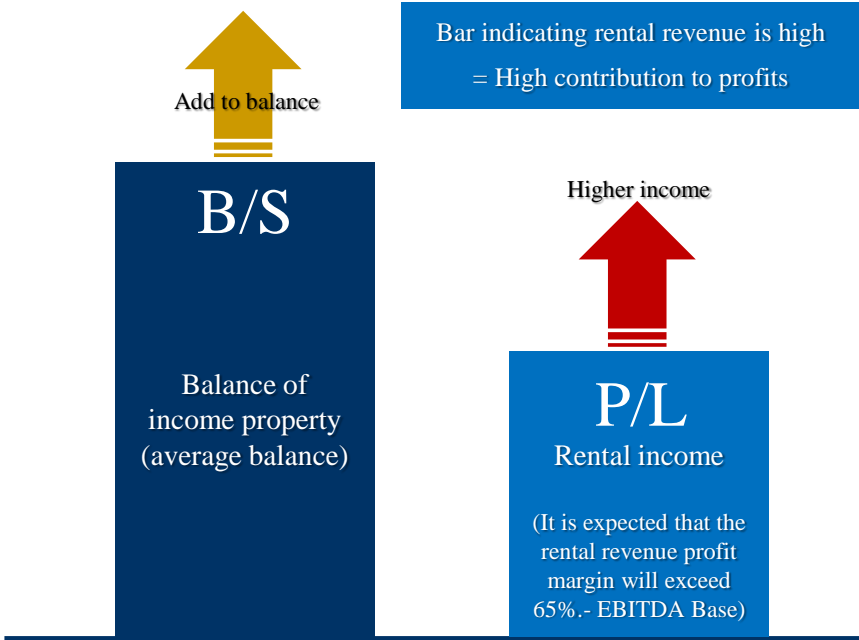 Bar indicating rental revenue is high
= High contribution to profits
Add to balance
B/S
Balance of
income property
(average balance)
Higher income
P/L
Rental income
(It is expected that the
rental revenue profit
margin will exceed
65%.- EBITDA Base)